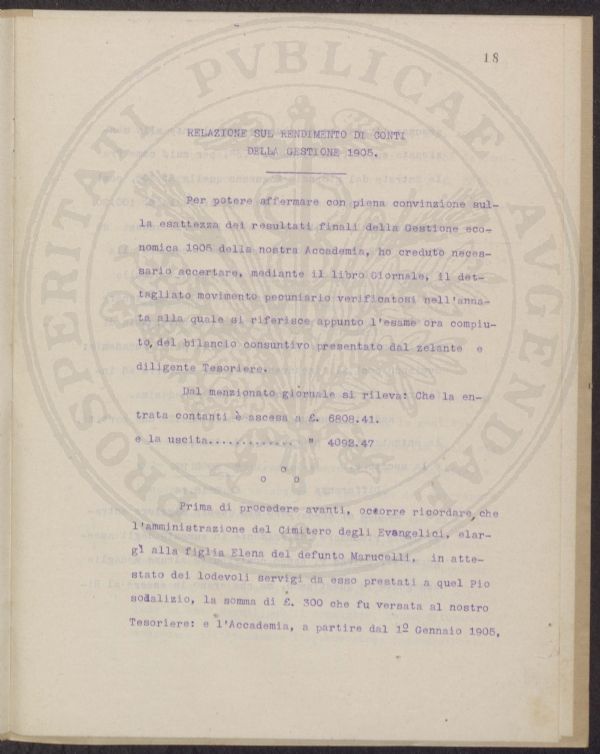 18
PROSPERITATI PVBLICAE AVGENDAE
RELAZIONE SUL RENDIMENTO DI CONTI
DELLA GESTIONE 1905.
Per potere affermare con piena convinzione sul-
la esattezza dei resultati finali della Gestione eco-
nomica 1905 della nostra Accademia, ho creduto neces-
sario accertare, mediante il libro Giornale, il det-
tagliato movimento pecuniario verificatosi nell'anna-
ta alla quale si riferisce appunto l'esame ora compiu-
to, del bilancio consuntivo presentato dal zelante e
diligente Tesoriere.
Dal menzionato giornale si rileva: Che la en-
trata contanti è ascesa a £. 6808.41.
e la uscita............. " 4092.47
o
o o
Prima di procedere avanti, occorre ricordare, che
l'amministrazione del Cimitero degli Evangelici, elar-
gì alla figlia Elena del defunto Marucelli, in atte-
stato dei lodevoli servigi da esso prestati a quel Pio
sodalizio, la somma di £. 300 che fu versata al nostro
Tesoriere: e l'Accademia, a partire dal 1º Gennaio 1905,